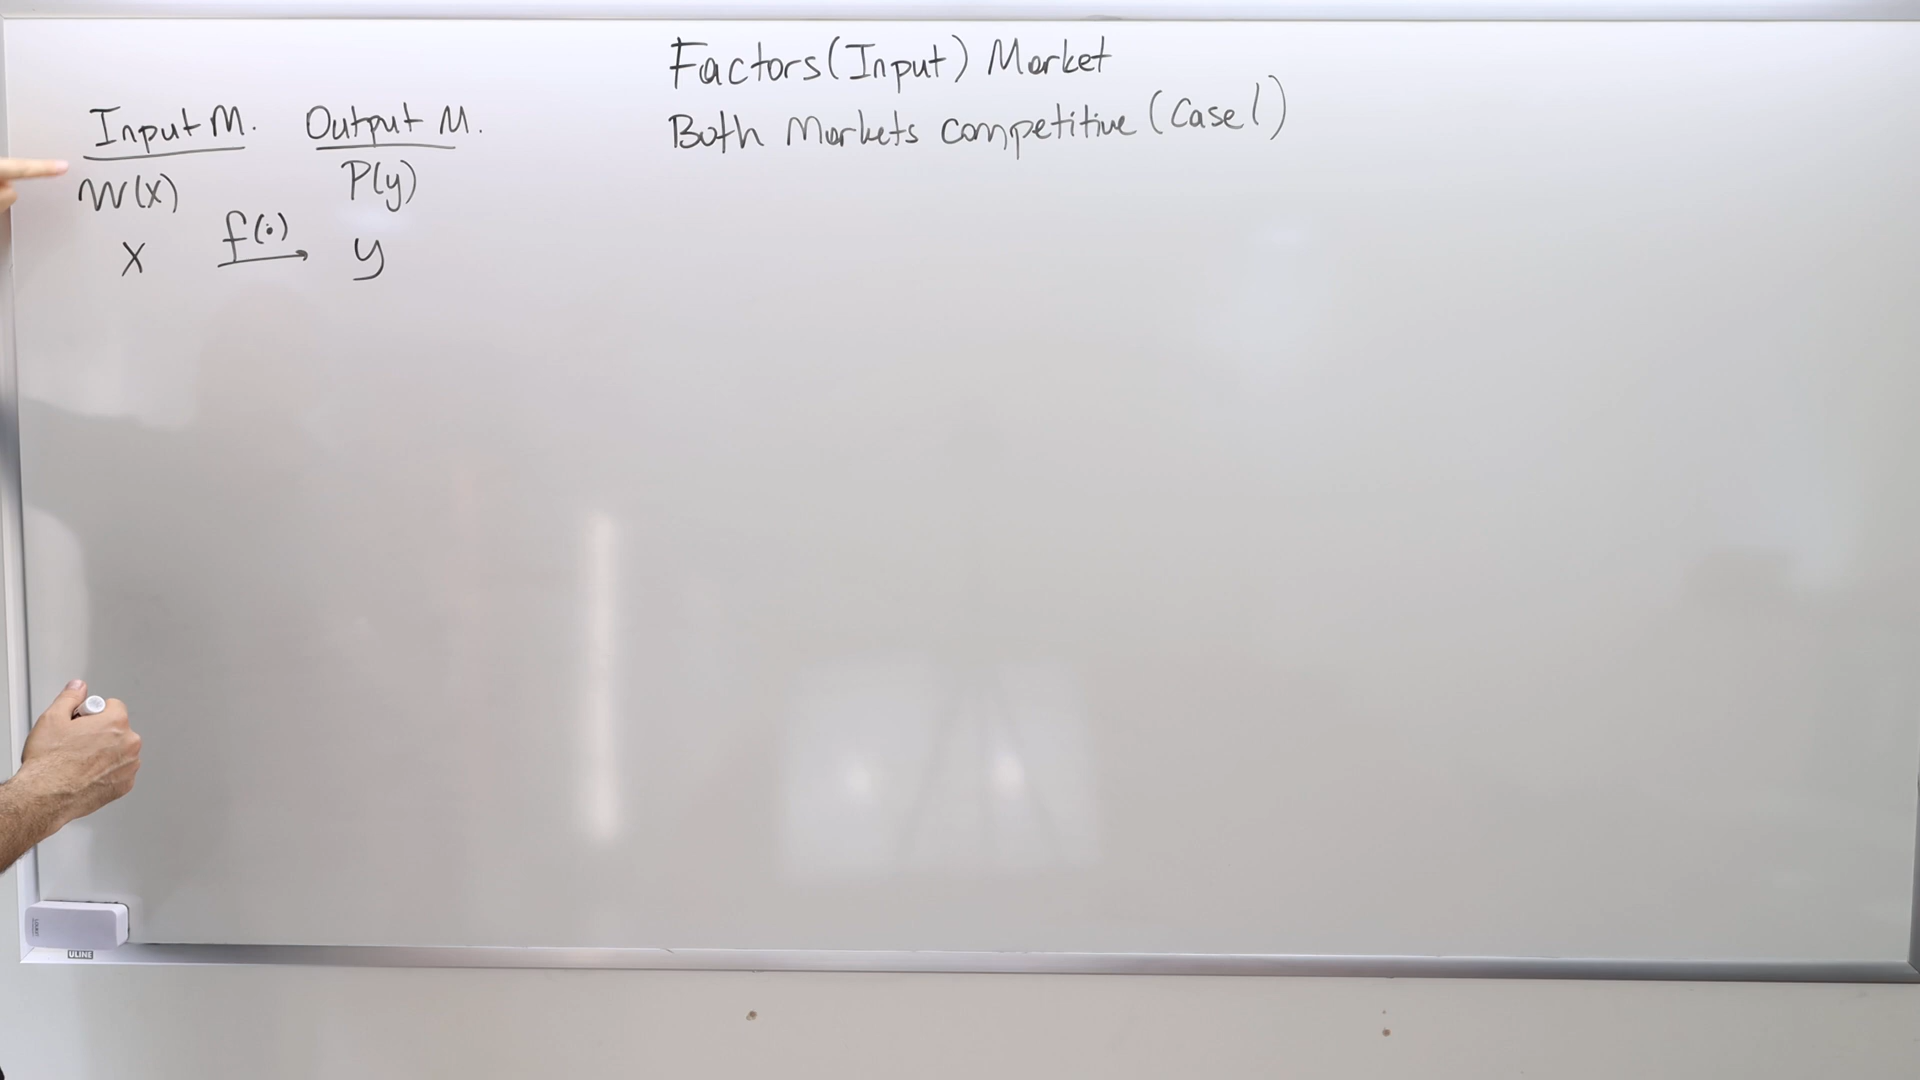 Factors (Input) Market
Both Markets Competitive (Case 1)
Input M. Output M.
W(x) P(y)
x f(·) y
ULINE